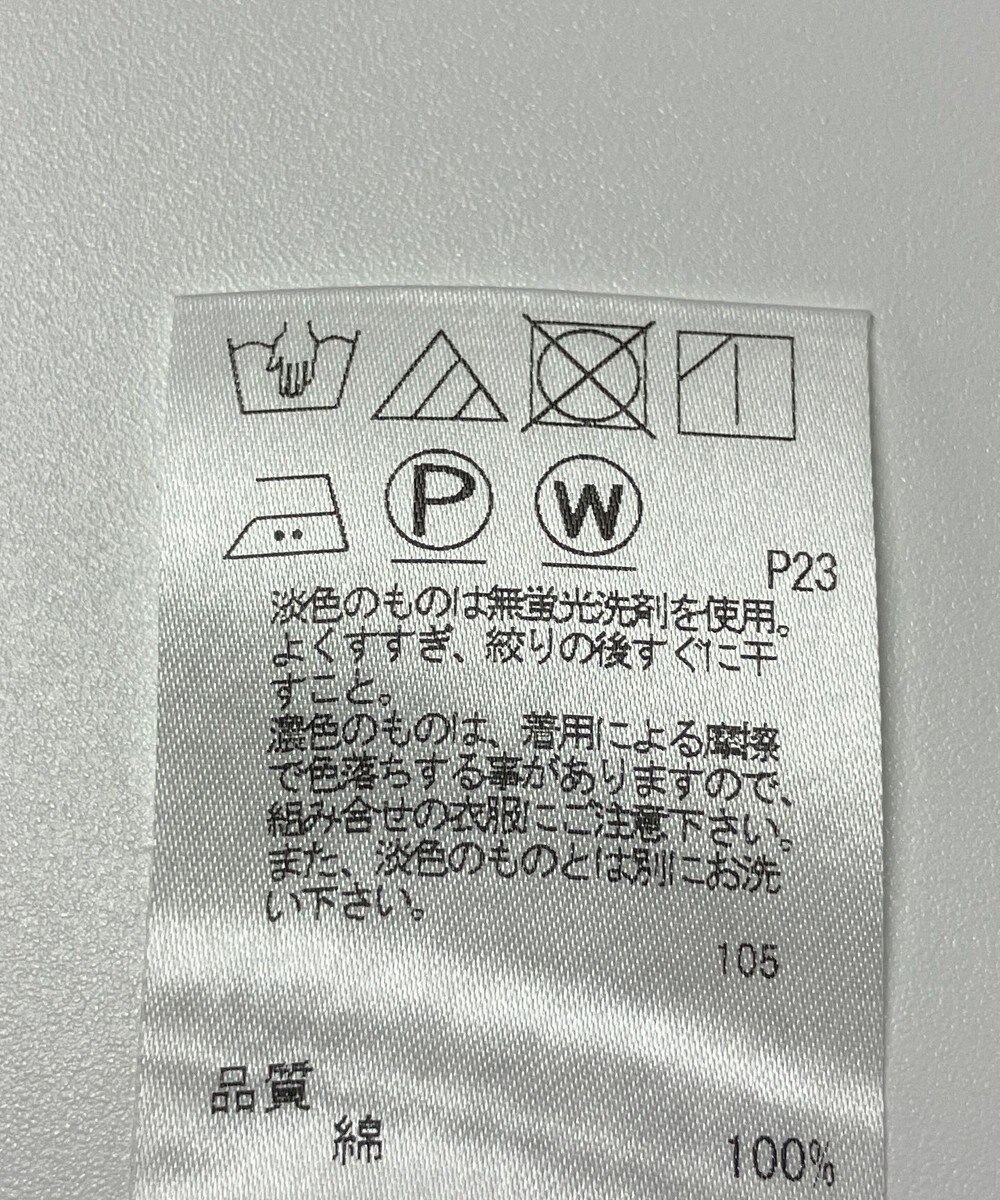 P
W
P23
淡色のものは無蛍光洗剤を使用。
よくすすぎ、絞りの後すぐに干
すこと。
濃色のものは、着用による摩擦
で色落ちする事がありますので、
組み合せの衣服にご注意下さい。
また、淡色のものとは別にお洗
い下さい。
105
品質
綿 100%